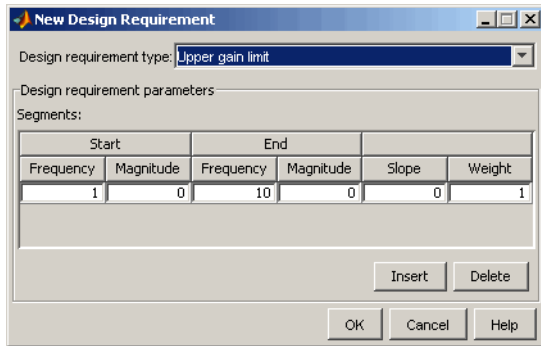 New Design Requirement
Design requirement type: Upper gain limit
Design requirement parameters
Segments:
Start End
Frequency Magnitude Frequency Magnitude Slope Weight
1 0 10 0 0 1
Insert Delete
OK Cancel Help